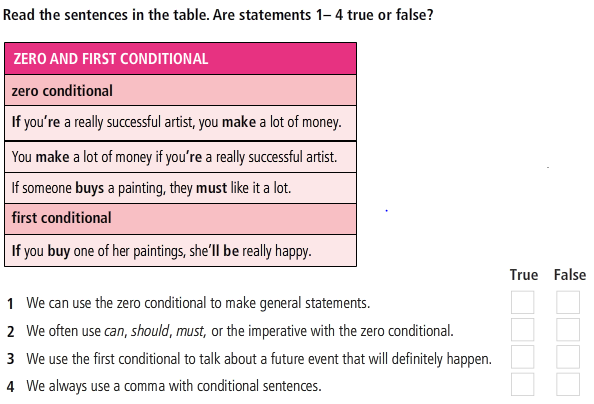 Read the sentences in the table. Are statements 1– 4 true or false?
ZERO AND FIRST CONDITIONAL
zero conditional
If you're a really successful artist, you make a lot of money.
You make a lot of money if you're a really successful artist.
If someone buys a painting, they must like it a lot.
first conditional
If you buy one of her paintings, she'll be really happy.
True False
1 We can use the zero conditional to make general statements.
2 We often use can, should, must, or the imperative with the zero conditional.
3 We use the first conditional to talk about a future event that will definitely happen.
4 We always use a comma with conditional sentences.